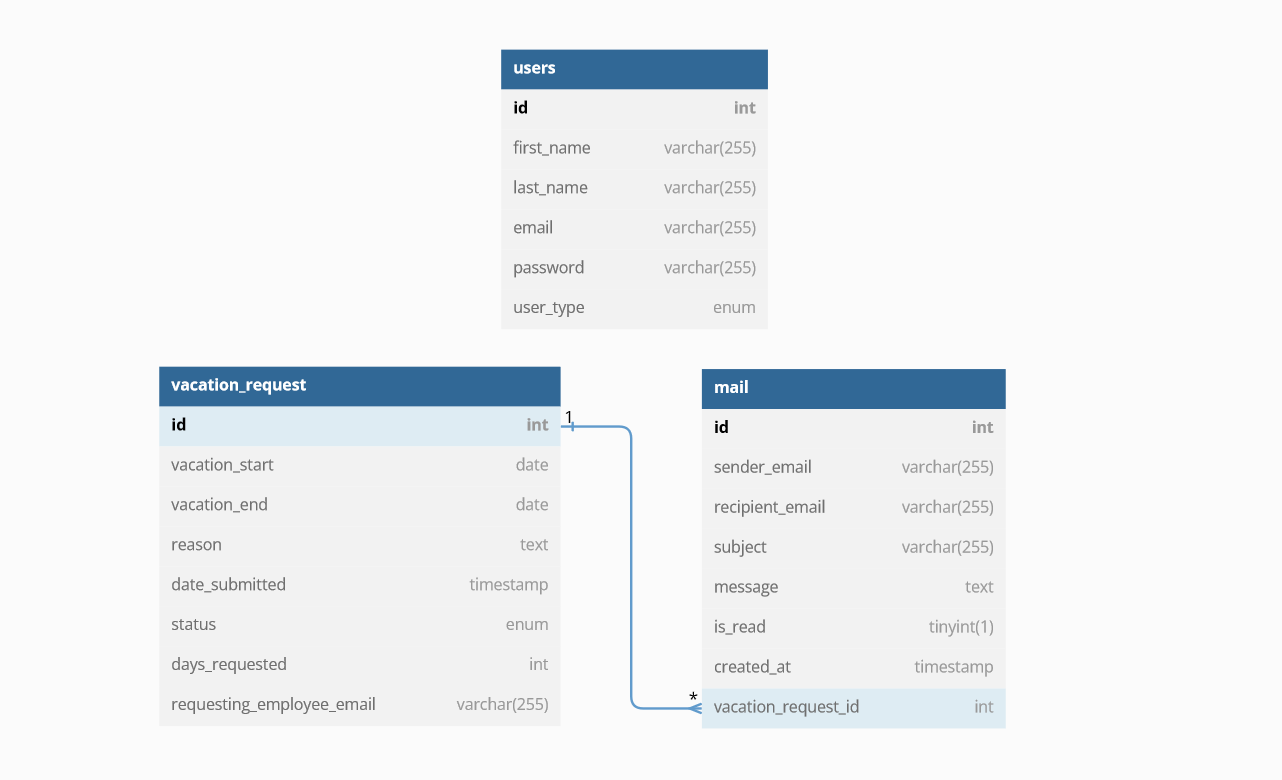 users
id int
first_name varchar(255)
last_name varchar(255)
email varchar(255)
password varchar(255)
user_type enum
vacation_request
id int
vacation_start date
vacation_end date
reason text
date_submitted timestamp
status enum
days_requested int
requesting_employee_email varchar(255)
1
*
mail
id int
sender_email varchar(255)
recipient_email varchar(255)
subject varchar(255)
message text
is_read tinyint(1)
created_at timestamp
vacation_request_id int